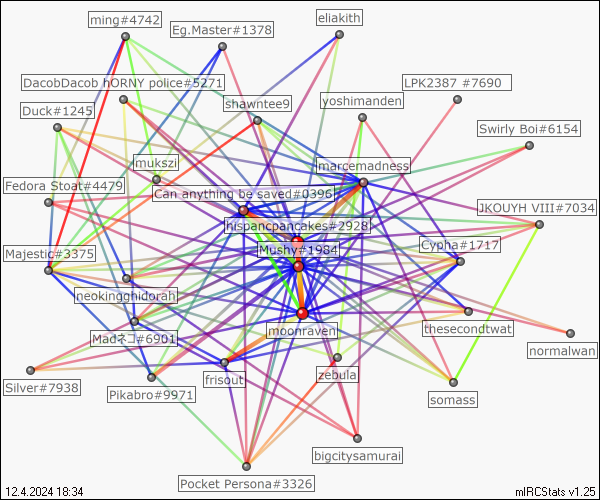 ming#4742
eliakith
Eg.Master#1378
DacobDacob hORNY police#5271
LPK2387 #7690
Duck#1245
shawntee9
yoshimanden
Swirly Boi#6154
mukszi
marcemadness
Fedora Stoat#4479
Can anything be saved#0396
JKOUYH VIII#7034
hispancpancakes#2928
Majestic#3375
Mushy#1984
Cypha#1717
neokingghidorah
moonraven
thesecondtwat
Madネコ#6901
normalwan
Silver#7938
frisout
zebula
Pikabro#9971
somass
bigcitysamurai
Pocket Persona#3326
12.4.2024 18:34
mIRCStats v1.25